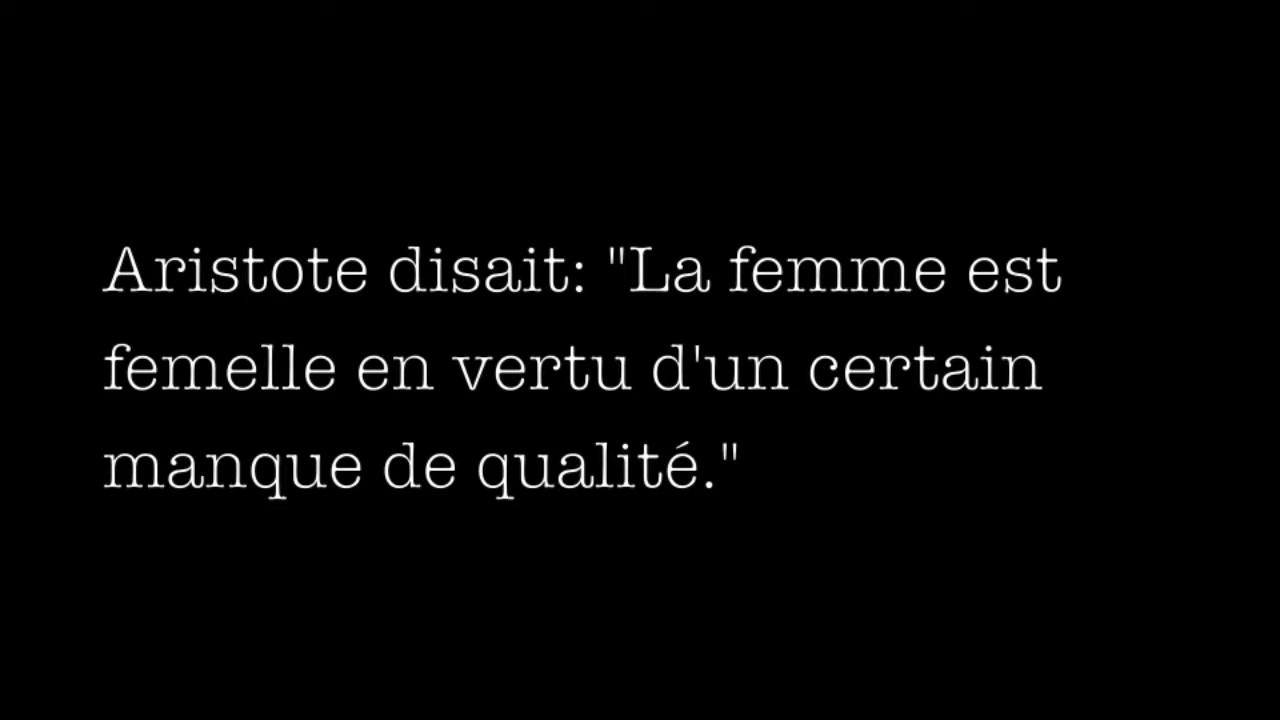 Aristote disait: "La femme est
femelle en vertu d'un certain
manque de qualité."